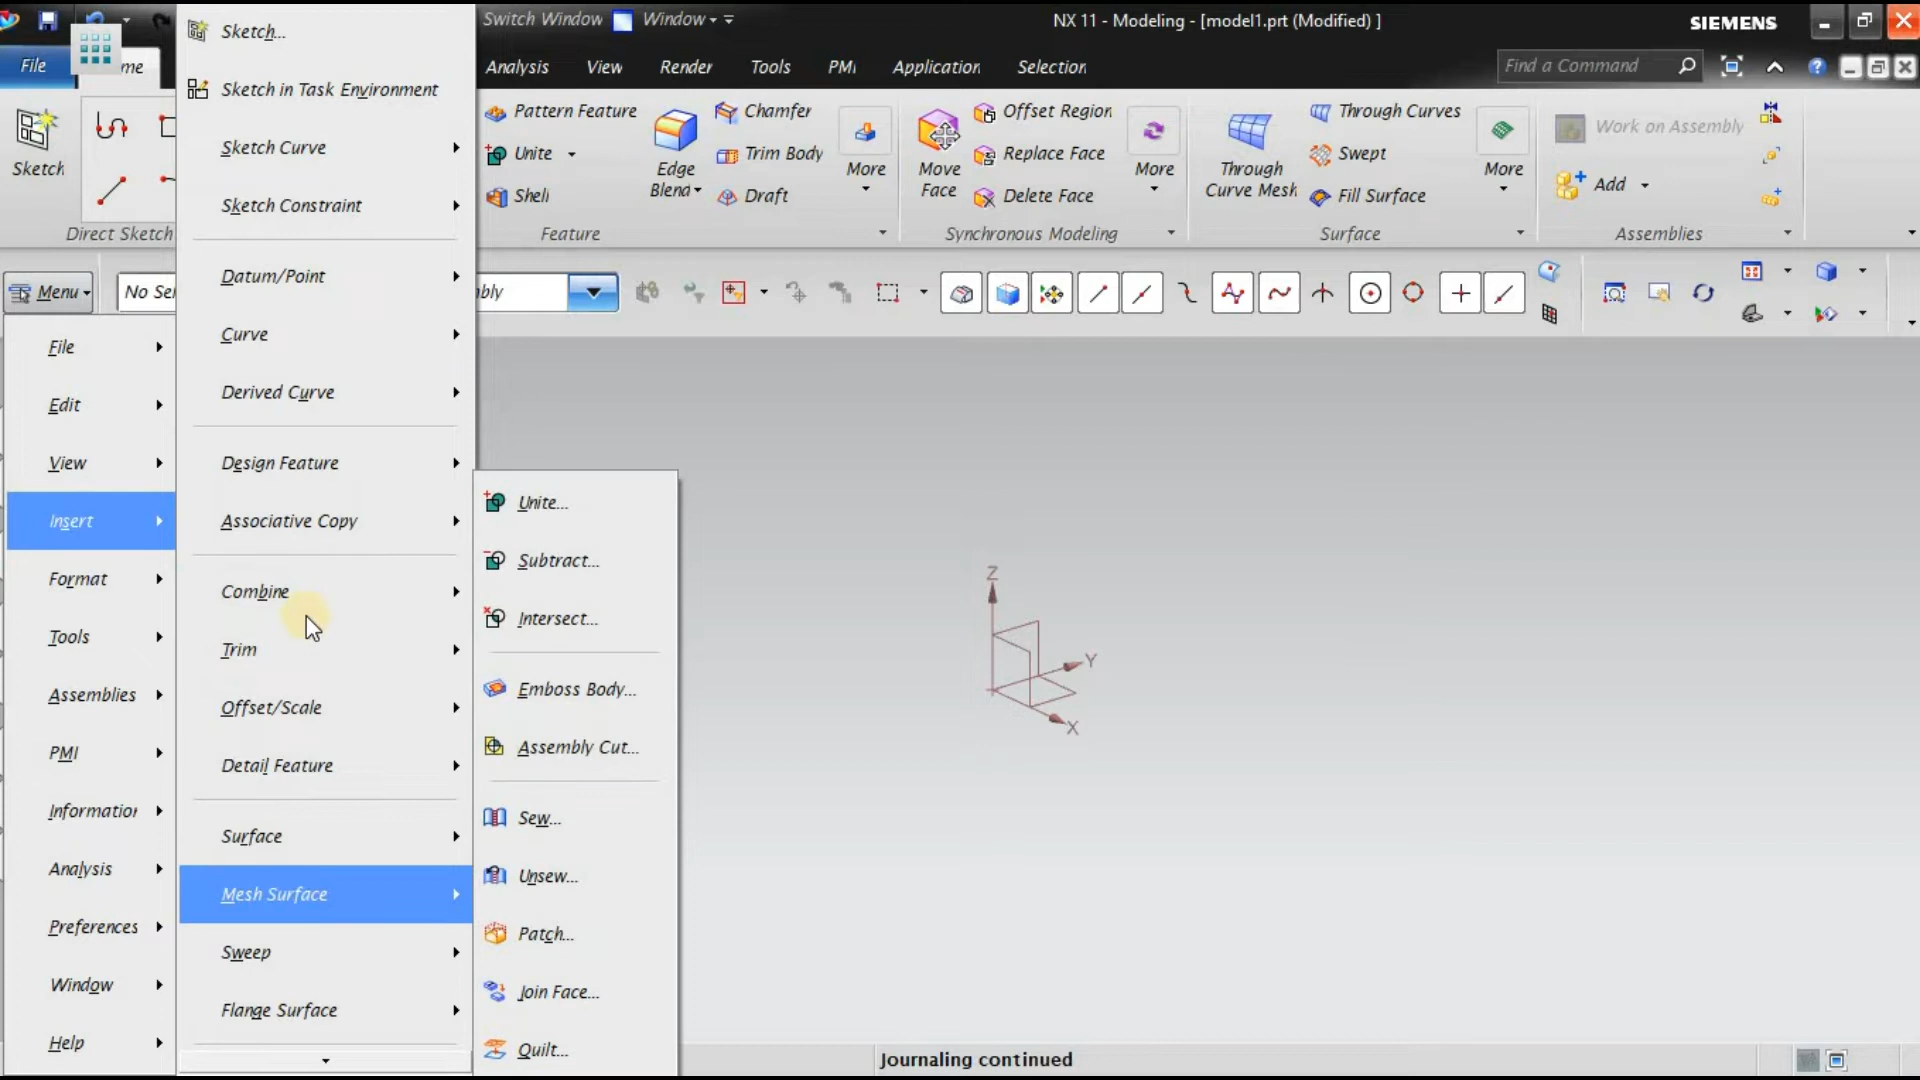 Switch Window Window NX 11 - Modeling - [model1.prt (Modified) ] SIEMENS
File me Analysis View Render Tools PMI Application Selection Find a Command
Sketch
Direct Sketch
Pattern Feature
Unite
Shell
Edge
Blend
Chamfer
Trim Body
Draft
More
Feature
Move
Face
Offset Region
Replace Face
Delete Face
More
Synchronous Modeling
Through
Curve Mesh
Through Curves
Swept
Fill Surface
More
Surface
Work on Assembly
Add
Assemblies
Menu No Sel bly
File
Edit
View
Insert
Format
Tools
Assemblies
PMI
Information
Analysis
Preferences
Window
Help
Sketch...
Sketch in Task Environment
Sketch Curve
Sketch Constraint
Datum/Point
Curve
Derived Curve
Design Feature
Associative Copy
Combine
Trim
Offset/Scale
Detail Feature
Surface
Mesh Surface
Sweep
Flange Surface
Unite...
Subtract...
Intersect...
Emboss Body...
Assembly Cut...
Sew...
Unsew...
Patch...
Join Face...
Quilt...
Z
Y
X
Journaling continued